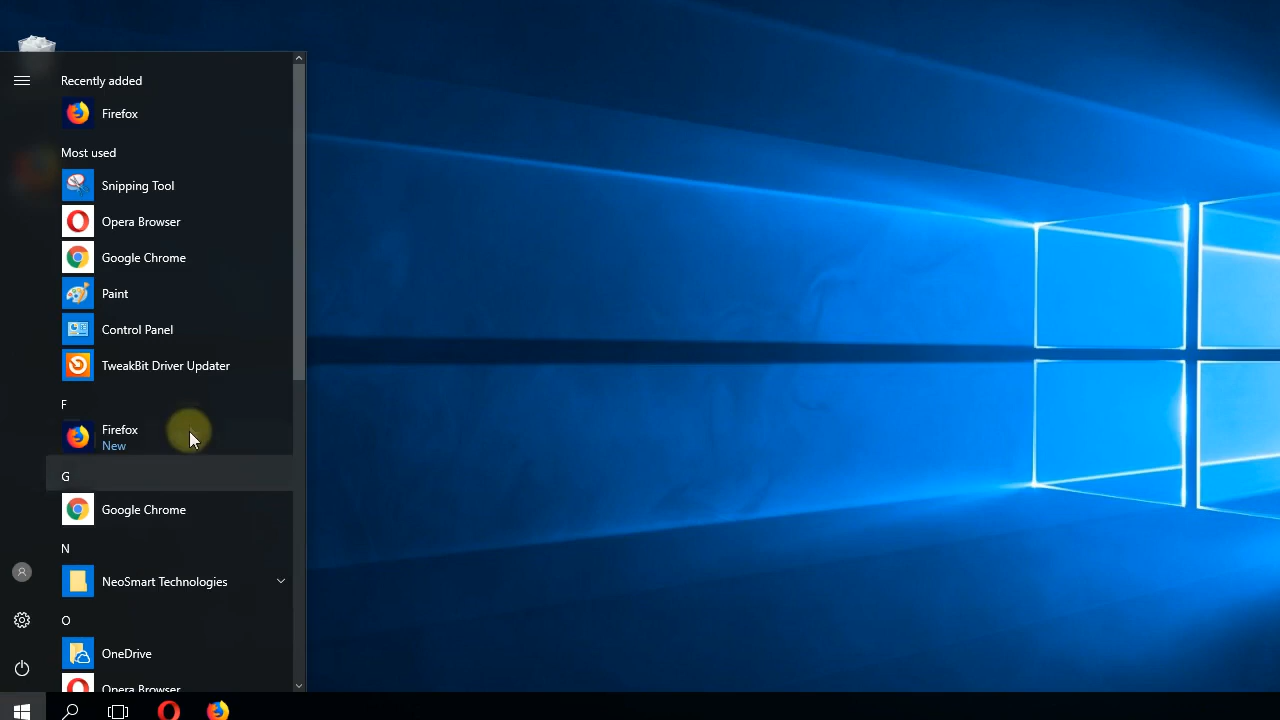 Recently added
Firefox
Most used
Snipping Tool
Opera Browser
Google Chrome
Paint
Control Panel
TweakBit Driver Updater
F
Firefox
New
G
Google Chrome
N
NeoSmart Technologies
O
OneDrive
Opera Browser